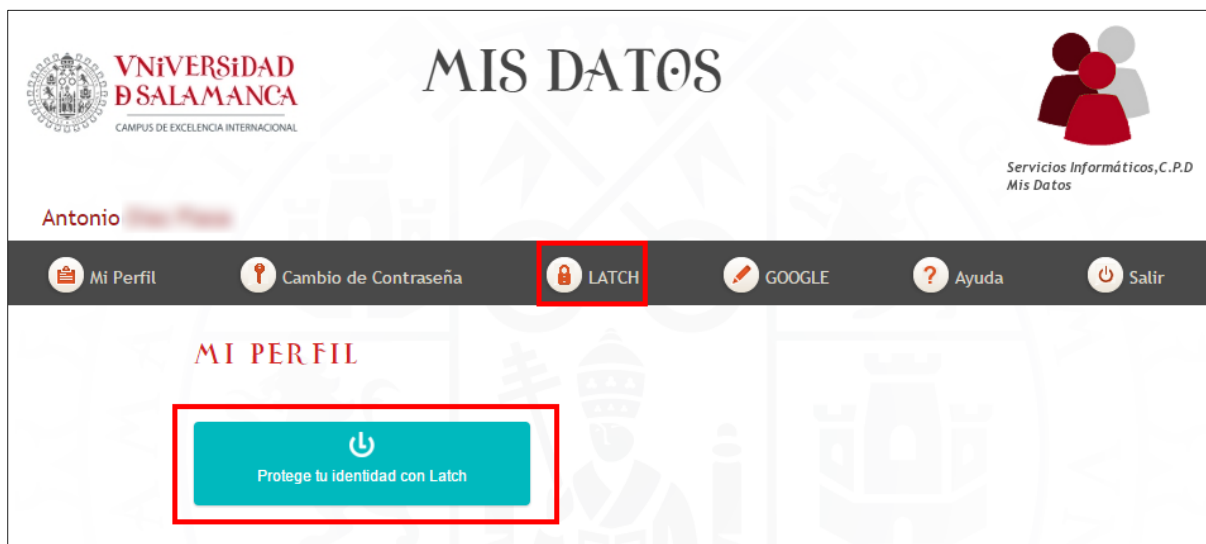 VNiVERSiDAD
Ð SALAMANCA
CAMPUS DE EXCELENCIA INTERNACIONAL
MIS DATOS
Servicios Informáticos,C.P.D
Mis Datos
Antonio
Mi Perfil
Cambio de Contraseña
LATCH
GOOGLE
Ayuda
Salir
MI PERFIL
Protege tu identidad con Latch